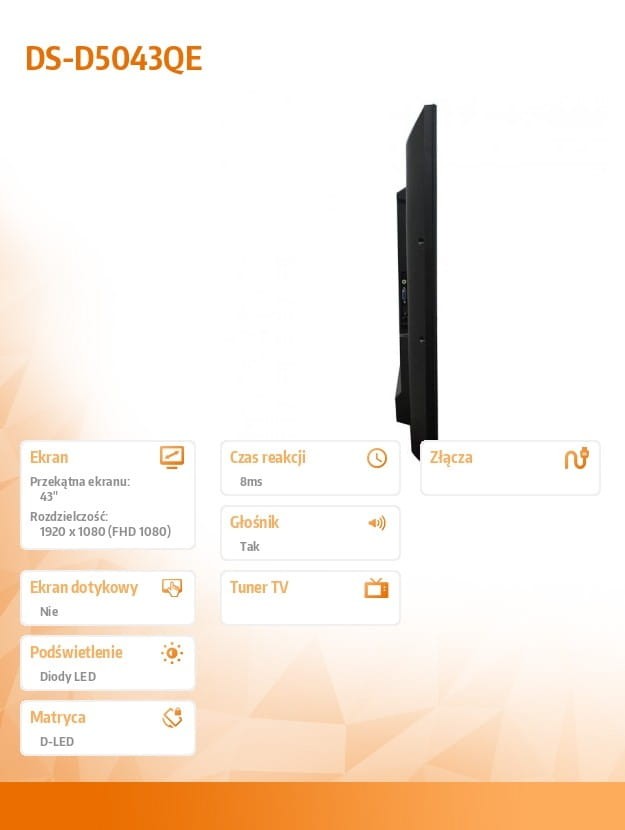 DS-D5043QE
Ekran
Przekątna ekranu:
43"
Rozdzielczość:
1920 x 1080 (FHD 1080)
Ekran dotykowy
Nie
Podświetlenie
Diody LED
Matryca
D-LED
Czas reakcji
8ms
Głośnik
Tak
Tuner TV
Złącza